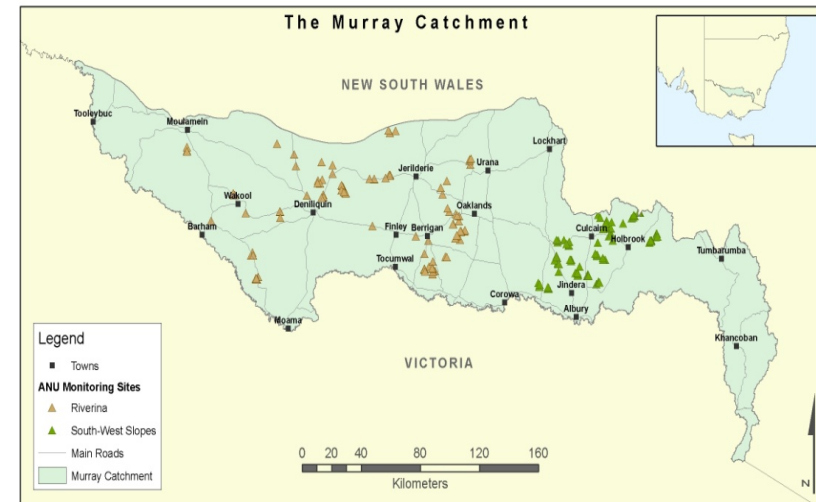 The Murray Catchment
NEW SOUTH WALES
Tooleybuc
Moulamein
Lockhart
Jerilderie
Urana
Wakool
Deniliquin
Oaklands
Barham
Finley
Berrigan
Culcairn
Holbrook
Tumbarumba
Tocumwal
Jindera
Corowa
Albury
Moama
Khancoban
VICTORIA
Legend
Towns
ANU Monitoring Sites
Riverina
South-West Slopes
Main Roads
Murray Catchment
0 20 40 80 120 160
Kilometers
N